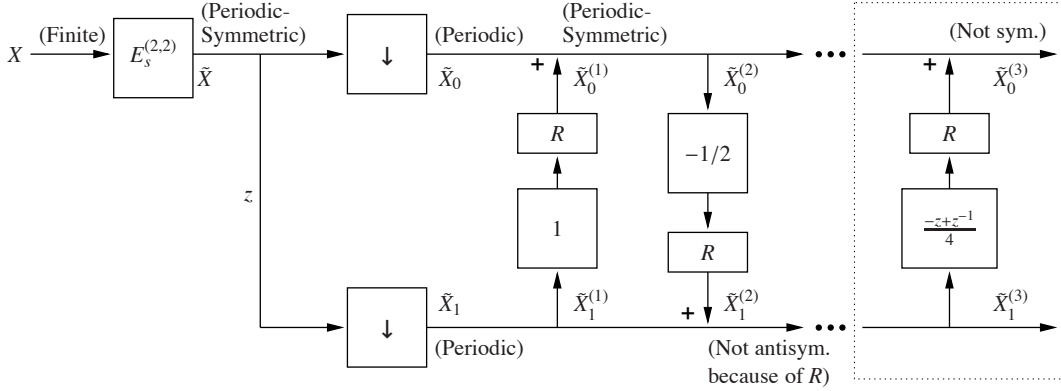 X
(Finite)
E_s^{(2,2)}
(Periodic-
Symmetric)
X̃
↓
(Periodic)
X̃_0
+
(Periodic-
Symmetric)
X̃_0^{(1)}
X̃_0^{(2)}
•••
(Not sym.)
+
X̃_0^{(3)}
R
−1/2
R
z
1
R
\frac{−z+z^{−1}}{4}
↓
X̃_1
(Periodic)
X̃_1^{(1)}
+
X̃_1^{(2)}
(Not antisym.
because of R)
•••
X̃_1^{(3)}